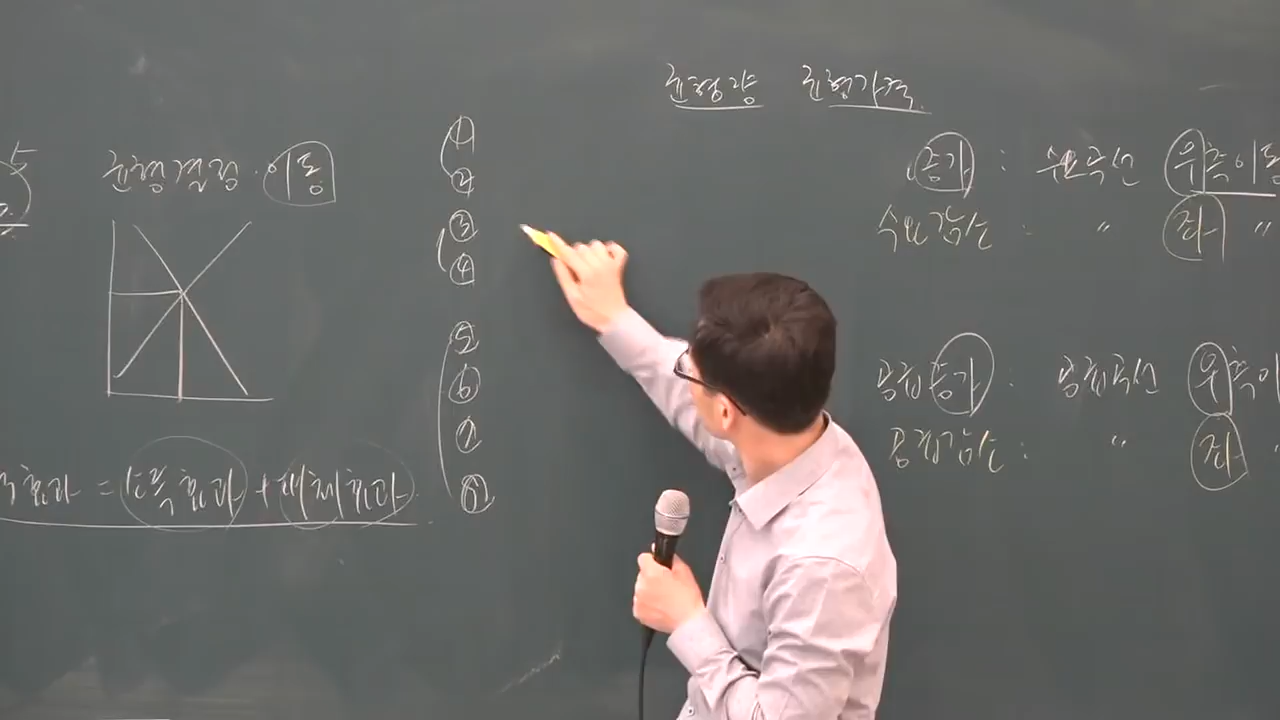 균형량 균형가격
균형결정·이동
효과 = 소득효과 + 대체효과
①
②
③
④
⑤
⑥
⑦
증가 : 수요곡선 우측이동
수요감소 : 〃 좌 〃
공급증가 : 공급곡선 우측이
공급감소 : 〃 좌